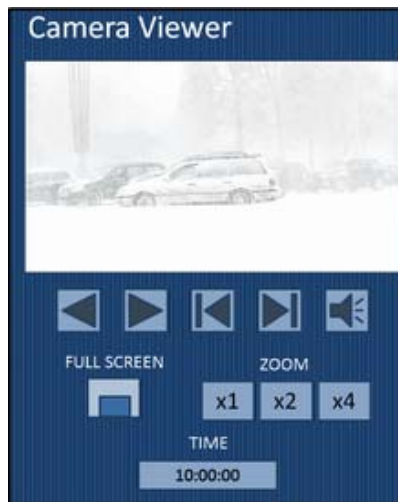 Camera Viewer
FULL SCREEN
ZOOM
x1 x2 x4
TIME
10:00:00